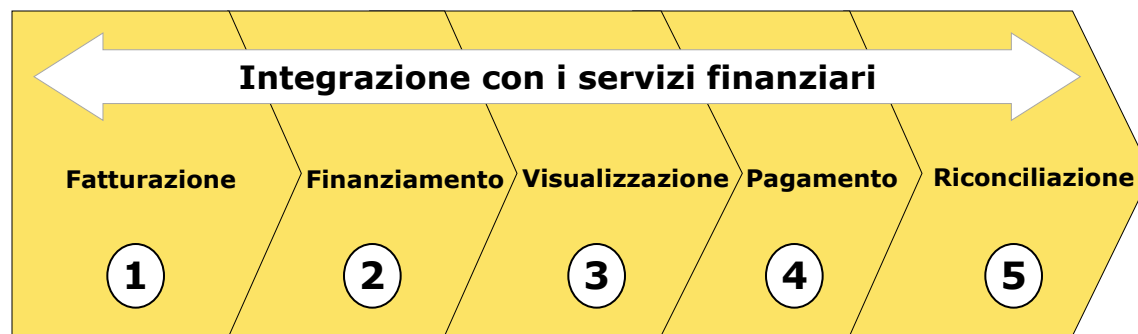 Integrazione con i servizi finanziari
Fatturazione
Finanziamento
Visualizzazione
Pagamento
Riconciliazione
1
2
3
4
5